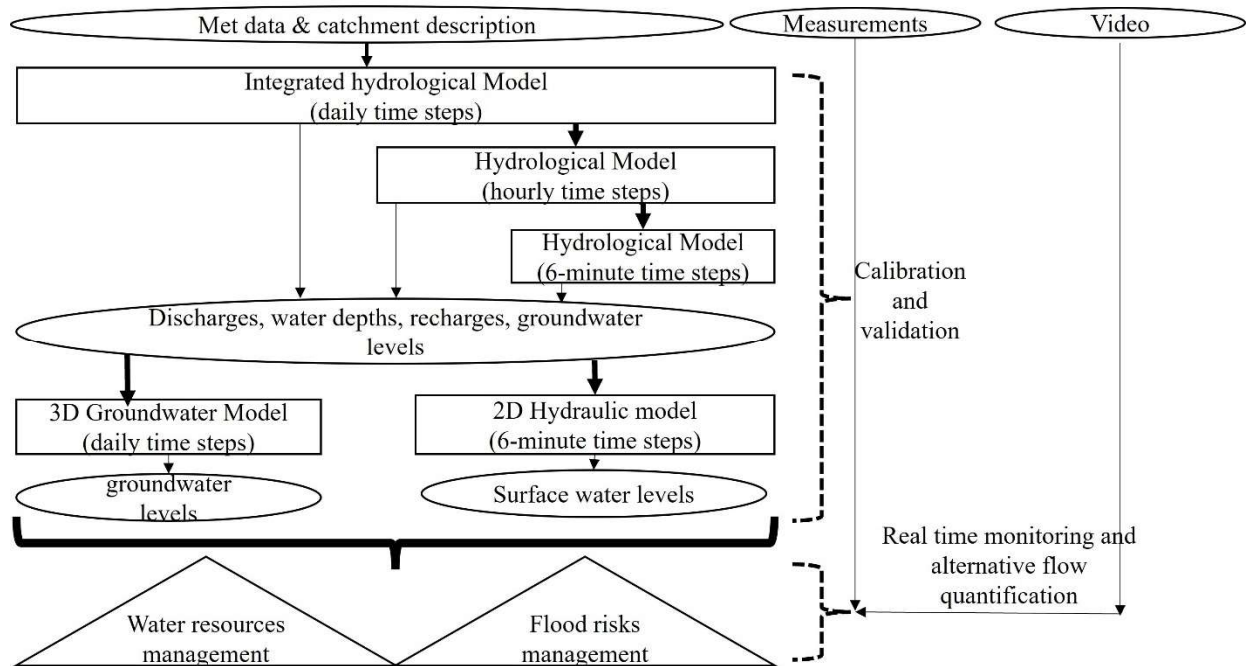 Met data & catchment description
Measurements
Video
Integrated hydrological Model
(daily time steps)
Hydrological Model
(hourly time steps)
Hydrological Model
(6-minute time steps)
Calibration
and
validation
Discharges, water depths, recharges, groundwater
levels
3D Groundwater Model
(daily time steps)
2D Hydraulic model
(6-minute time steps)
groundwater
levels
Surface water levels
Real time monitoring and
alternative flow
quantification
Water resources
management
Flood risks
management